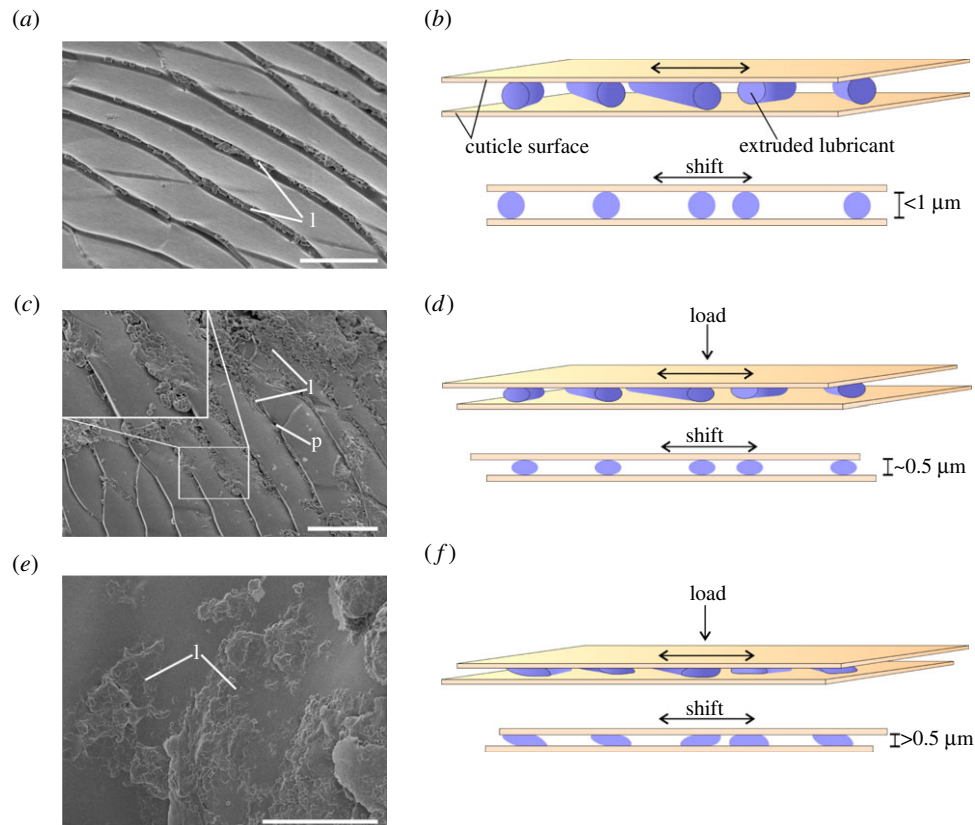 (a)
l
(b)
cuticle surface
extruded lubricant
shift
<1 μm
(c)
l
p
(d)
load
shift
~0.5 μm
(e)
l
(f)
load
shift
>0.5 μm